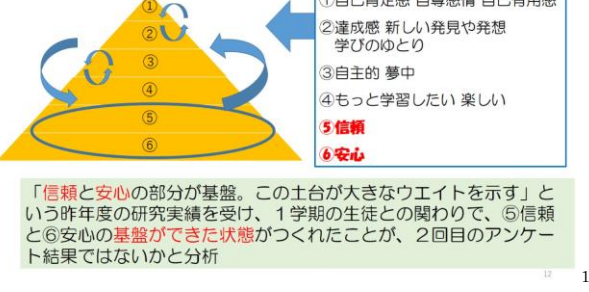 ①自己肯定感 自尊感情 自己有用感
①
②達成感 新しい発見や発想
学びのゆとり
②
③自主的 夢中
③
④もっと学習したい 楽しい
④
⑤信頼
⑤
⑥安心
⑥
「信頼と安心の部分が基盤。この土台が大きなウエイトを示す」と
いう昨年度の研究実績を受け、１学期の生徒との関わりで、⑤信頼
と⑥安心の基盤ができた状態がつくれたことが、２回目のアンケー
ト結果ではないかと分析
12
1